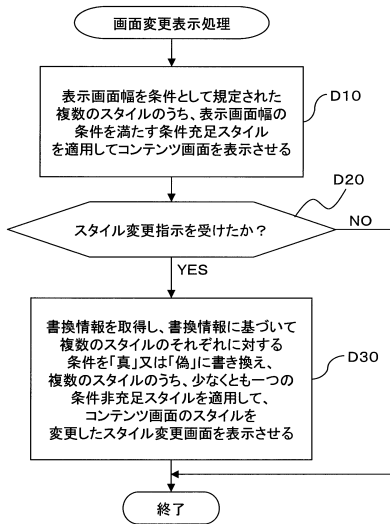 画面変更表示処理
表示画面幅を条件として規定された
複数のスタイルのうち、表示画面幅の
条件を満たす条件充足スタイル
を適用してコンテンツ画面を表示させる
D10
D20
スタイル変更指示を受けたか？
NO
YES
書換情報を取得し、書換情報に基づいて
複数のスタイルのそれぞれに対する
条件を「真」又は「偽」に書き換え、
複数のスタイルのうち、少なくとも一つの
条件非充足スタイルを適用して、
コンテンツ画面のスタイルを
変更したスタイル変更画面を表示させる
D30
終了